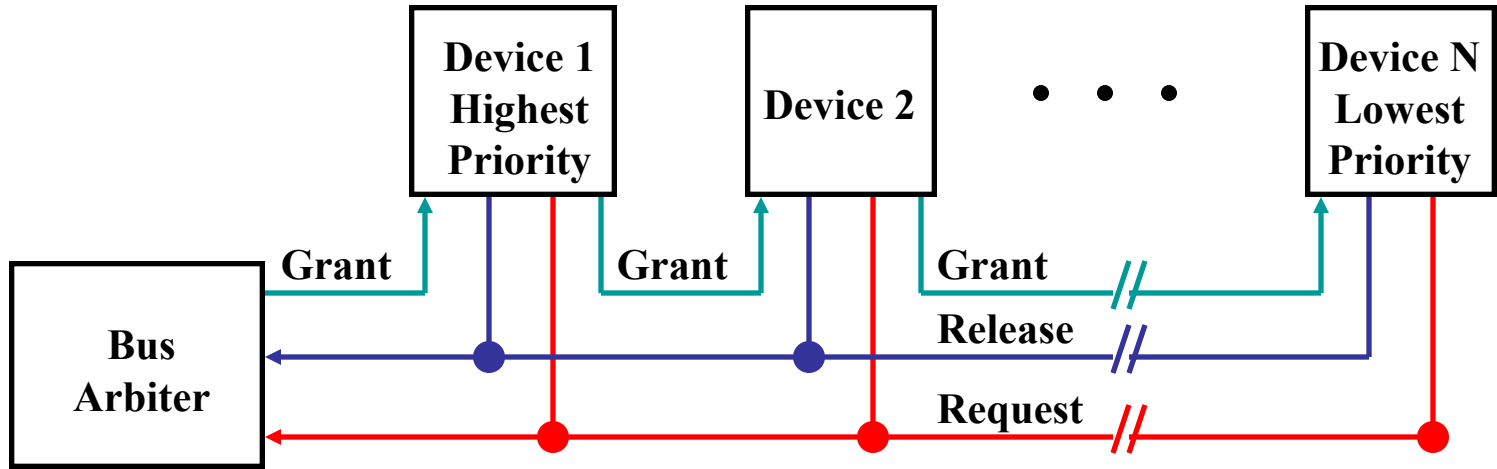 Device 1
Highest
Priority
Device 2
Device N
Lowest
Priority
Grant
Grant
Grant
Bus
Arbiter
Release
Request